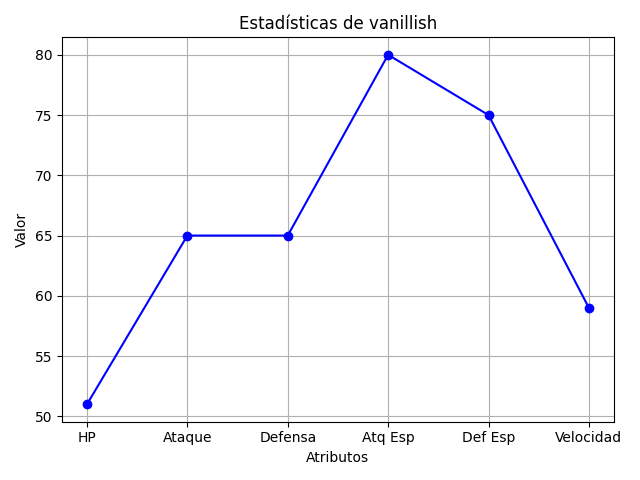 Estadísticas de vanillish
Valor
80
75
70
65
60
55
50
HP Ataque Defensa Atq Esp Def Esp Velocidad
Atributos